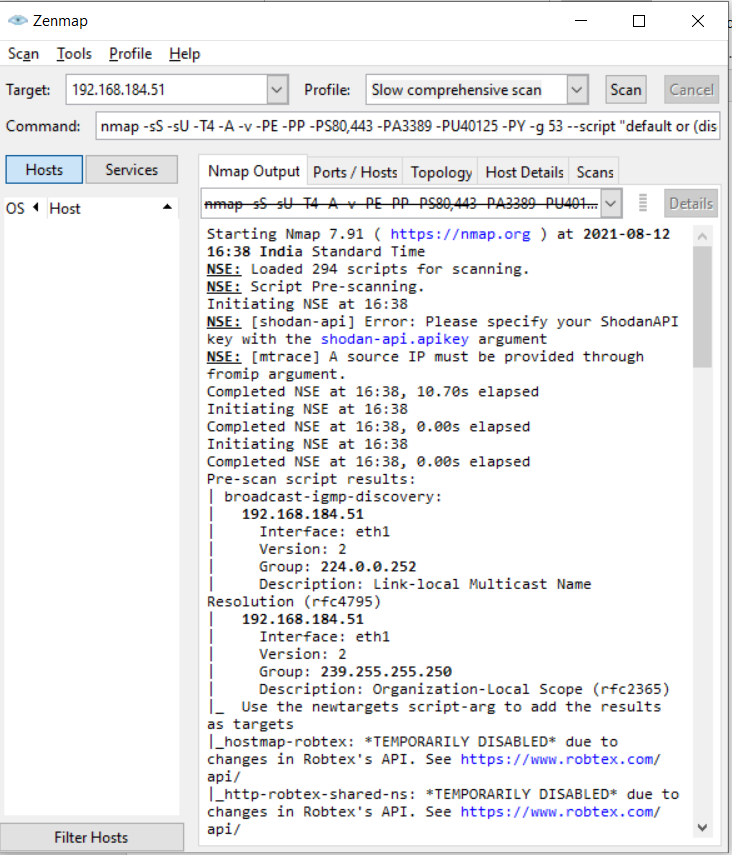 Zenmap
Scan Tools Profile Help
Target: 192.168.184.51 Profile: Slow comprehensive scan Scan Cancel
Command: nmap -sS -sU -T4 -A -v -PE -PP -PS80,443 -PA3389 -PU40125 -PY -g 53 --script "default or (dis
Hosts Services
OS Host
Nmap Output Ports / Hosts Topology Host Details Scans
nmap -sS -sU -T4 -A -v -PE -PP -PS80,443 -PA3389 -PU401... Details
Starting Nmap 7.91 ( https://nmap.org ) at 2021-08-12
16:38 India Standard Time
NSE: Loaded 294 scripts for scanning.
NSE: Script Pre-scanning.
Initiating NSE at 16:38
NSE: [shodan-api] Error: Please specify your ShodanAPI
key with the shodan-api.apikey argument
NSE: [mtrace] A source IP must be provided through
fromip argument.
Completed NSE at 16:38, 10.70s elapsed
Initiating NSE at 16:38
Completed NSE at 16:38, 0.00s elapsed
Initiating NSE at 16:38
Completed NSE at 16:38, 0.00s elapsed
Pre-scan script results:
| broadcast-igmp-discovery:
|   192.168.184.51
|     Interface: eth1
|     Version: 2
|     Group: 224.0.0.252
|     Description: Link-local Multicast Name
Resolution (rfc4795)
|   192.168.184.51
|     Interface: eth1
|     Version: 2
|     Group: 239.255.255.250
|     Description: Organization-Local Scope (rfc2365)
|_  Use the newtargets script-arg to add the results
as targets
|_hostmap-robtex: *TEMPORARILY DISABLED* due to
changes in Robtex's API. See https://www.robtex.com/
api/
|_http-robtex-shared-ns: *TEMPORARILY DISABLED* due to
changes in Robtex's API. See https://www.robtex.com/
api/
Filter Hosts